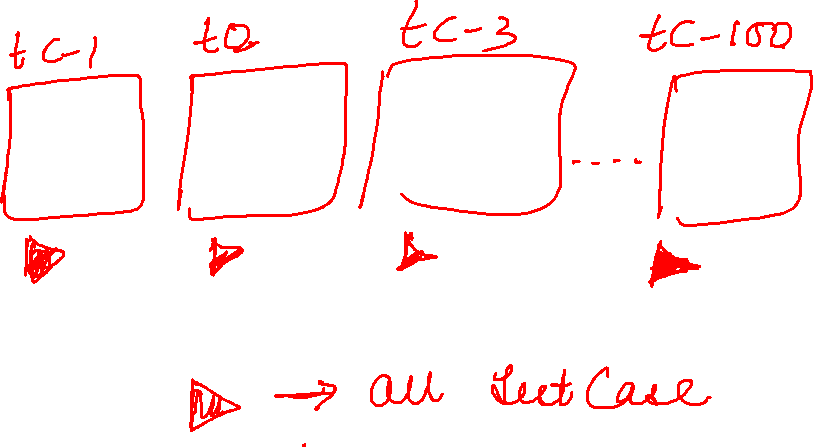 tc-1 t2 tc-3 .... tc-100
→ all TestCase